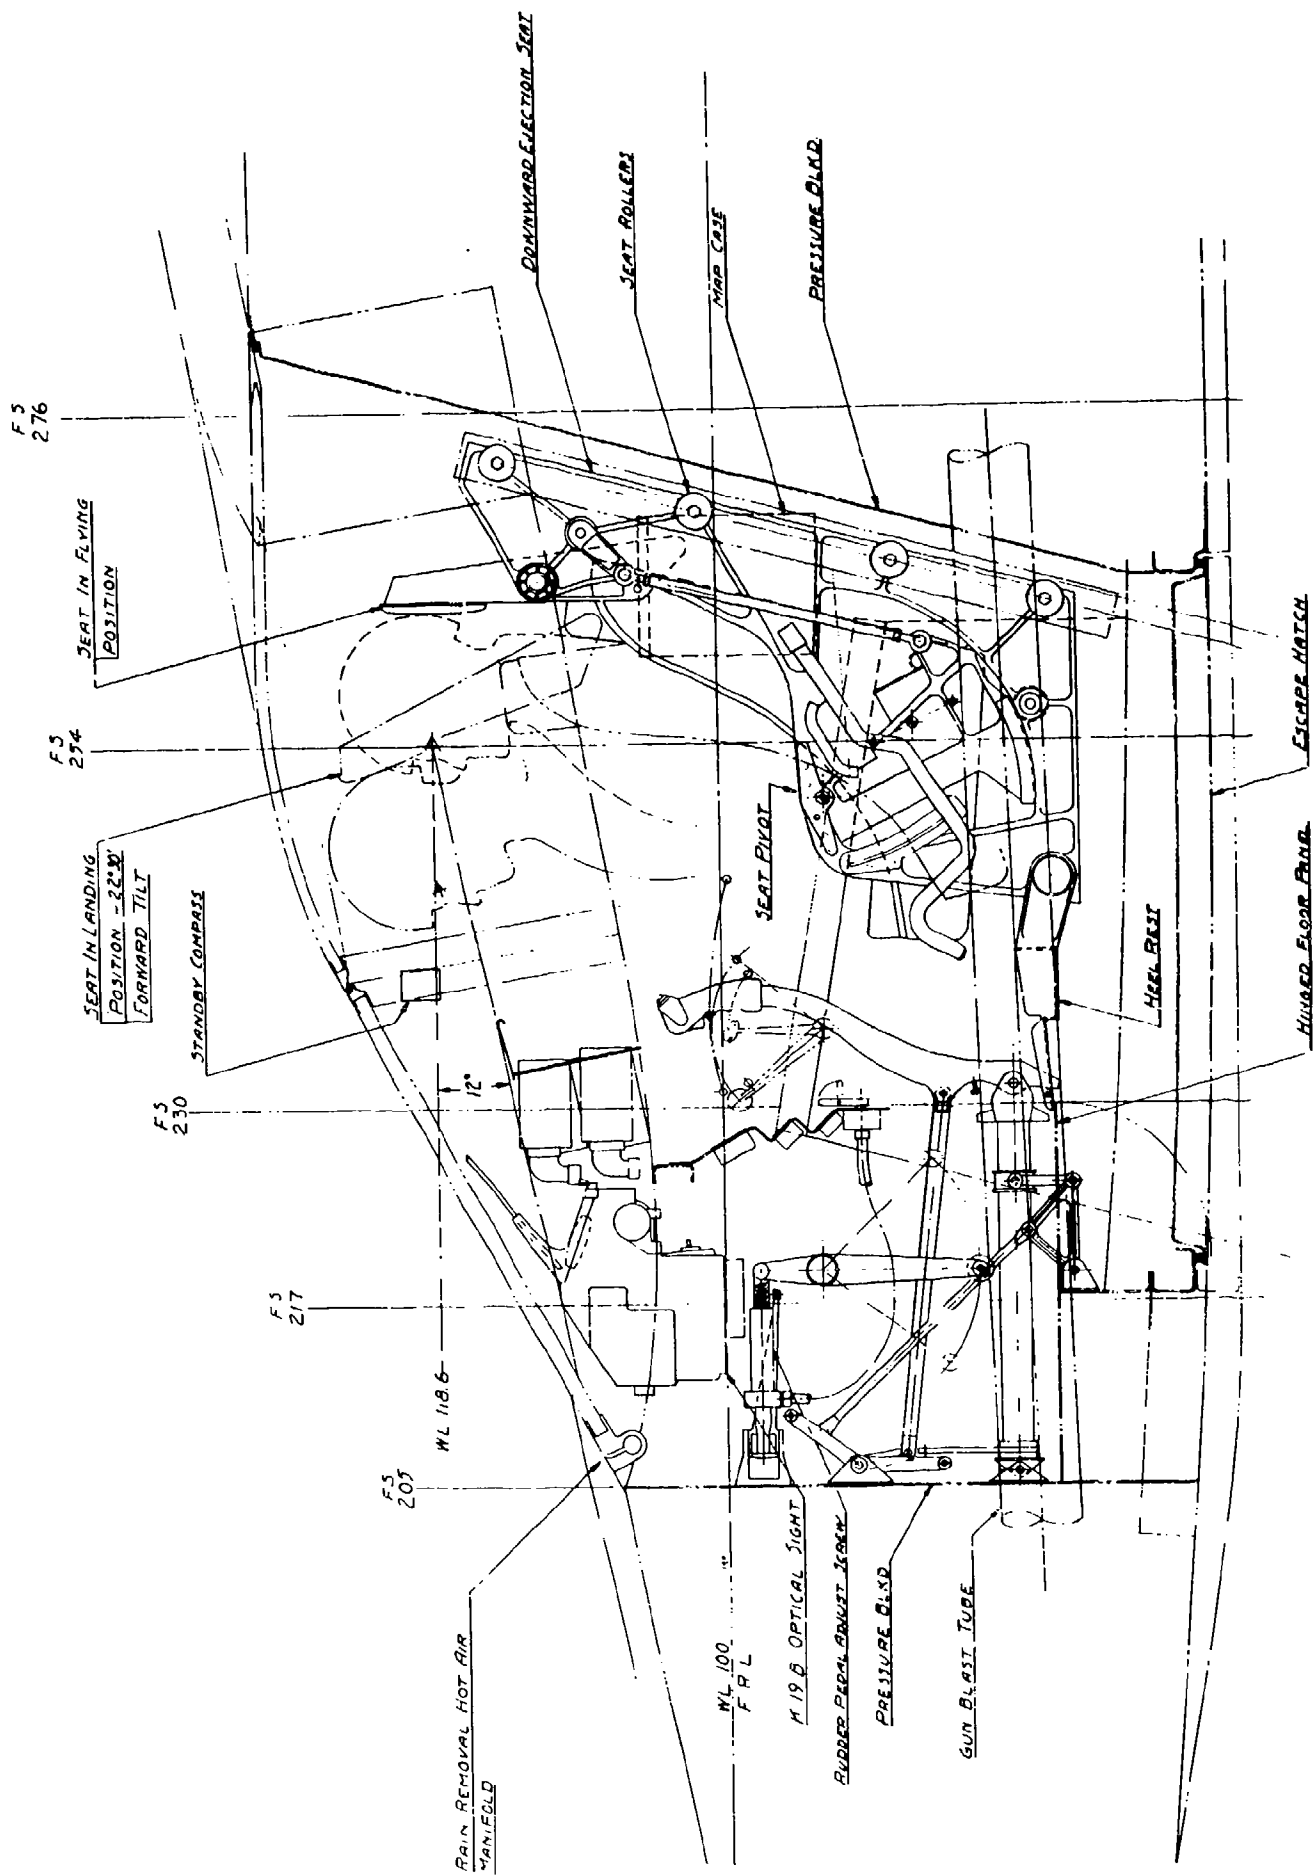 F S
276
SEAT IN FLYING
POSITION
F S
254
SEAT IN LANDING
POSITION - 22°30'
FORWARD TILT
STANDBY COMPASS
F S
230
F S
217
F S
205
WL 118.6
12°
RAIN REMOVAL HOT AIR
MANIFOLD
DOWNWARD EJECTION SEAT
SEAT ROLLERS
MAP CASE
PRESSURE BLKD
SEAT PIVOT
HEEL REST
ESCAPE HATCH
HINGED FLOOR PANEL
WL 100
F R L
M 19 B OPTICAL SIGHT
RUDDER PEDAL ADJUST SCREW
PRESSURE BLKD
GUN BLAST TUBE